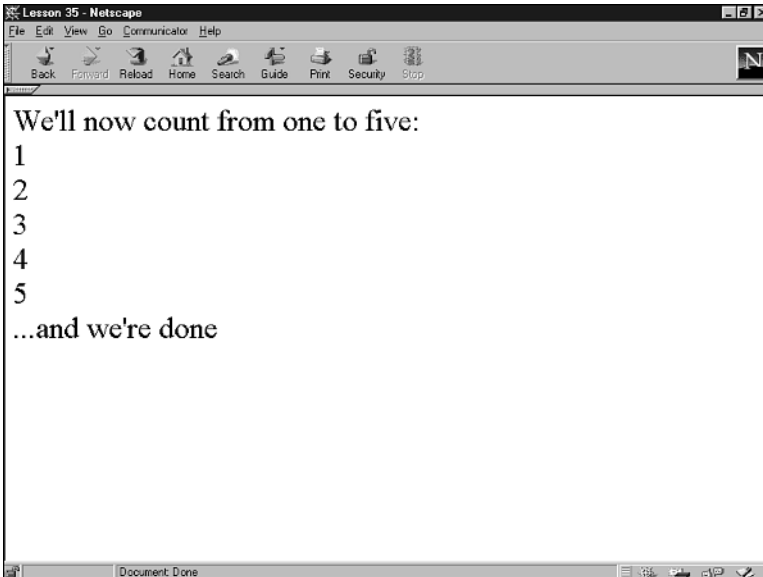 Lesson 35 - Netscape
File Edit View Go Communicator Help
Back Forward Reload Home Search Guide Print Security Stop
N
We'll now count from one to five:
1
2
3
4
5
...and we're done
Document: Done